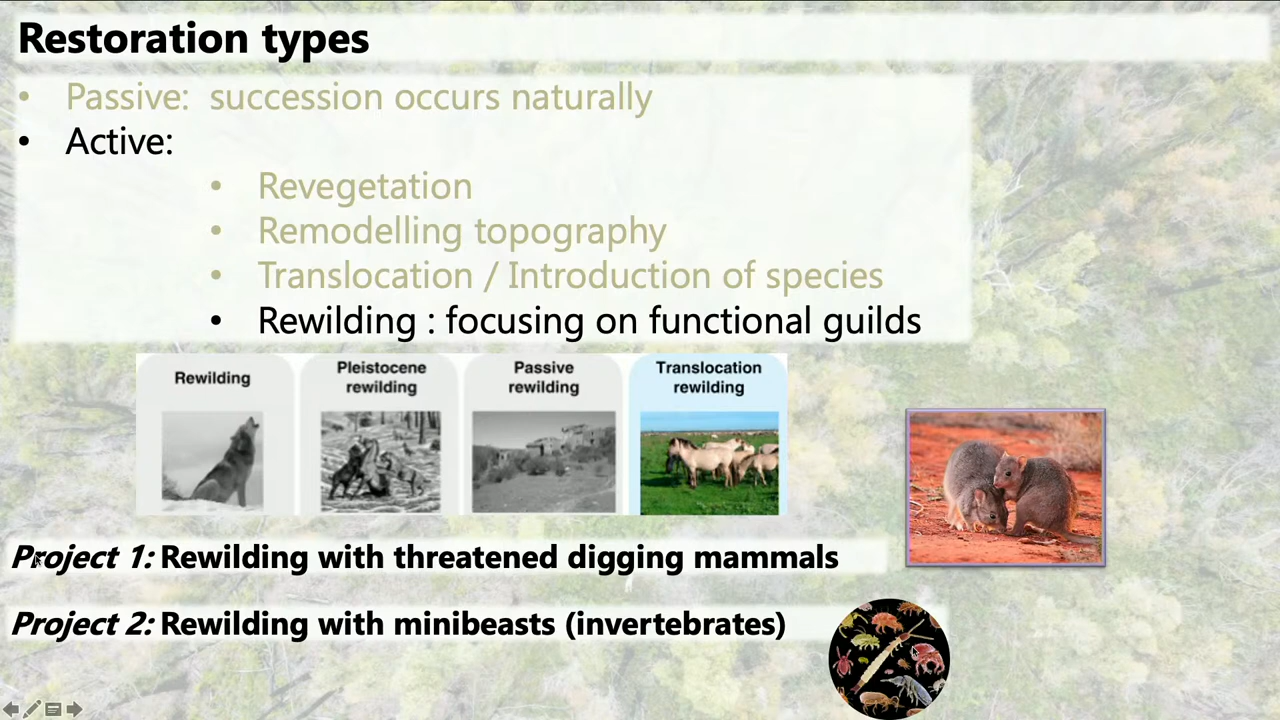 Restoration types
• Passive: succession occurs naturally
• Active:
• Revegetation
• Remodelling topography
• Translocation / Introduction of species
• Rewilding : focusing on functional guilds
Rewilding
Pleistocene
rewilding
Passive
rewilding
Translocation
rewilding
Project 1: Rewilding with threatened digging mammals
Project 2: Rewilding with minibeasts (invertebrates)